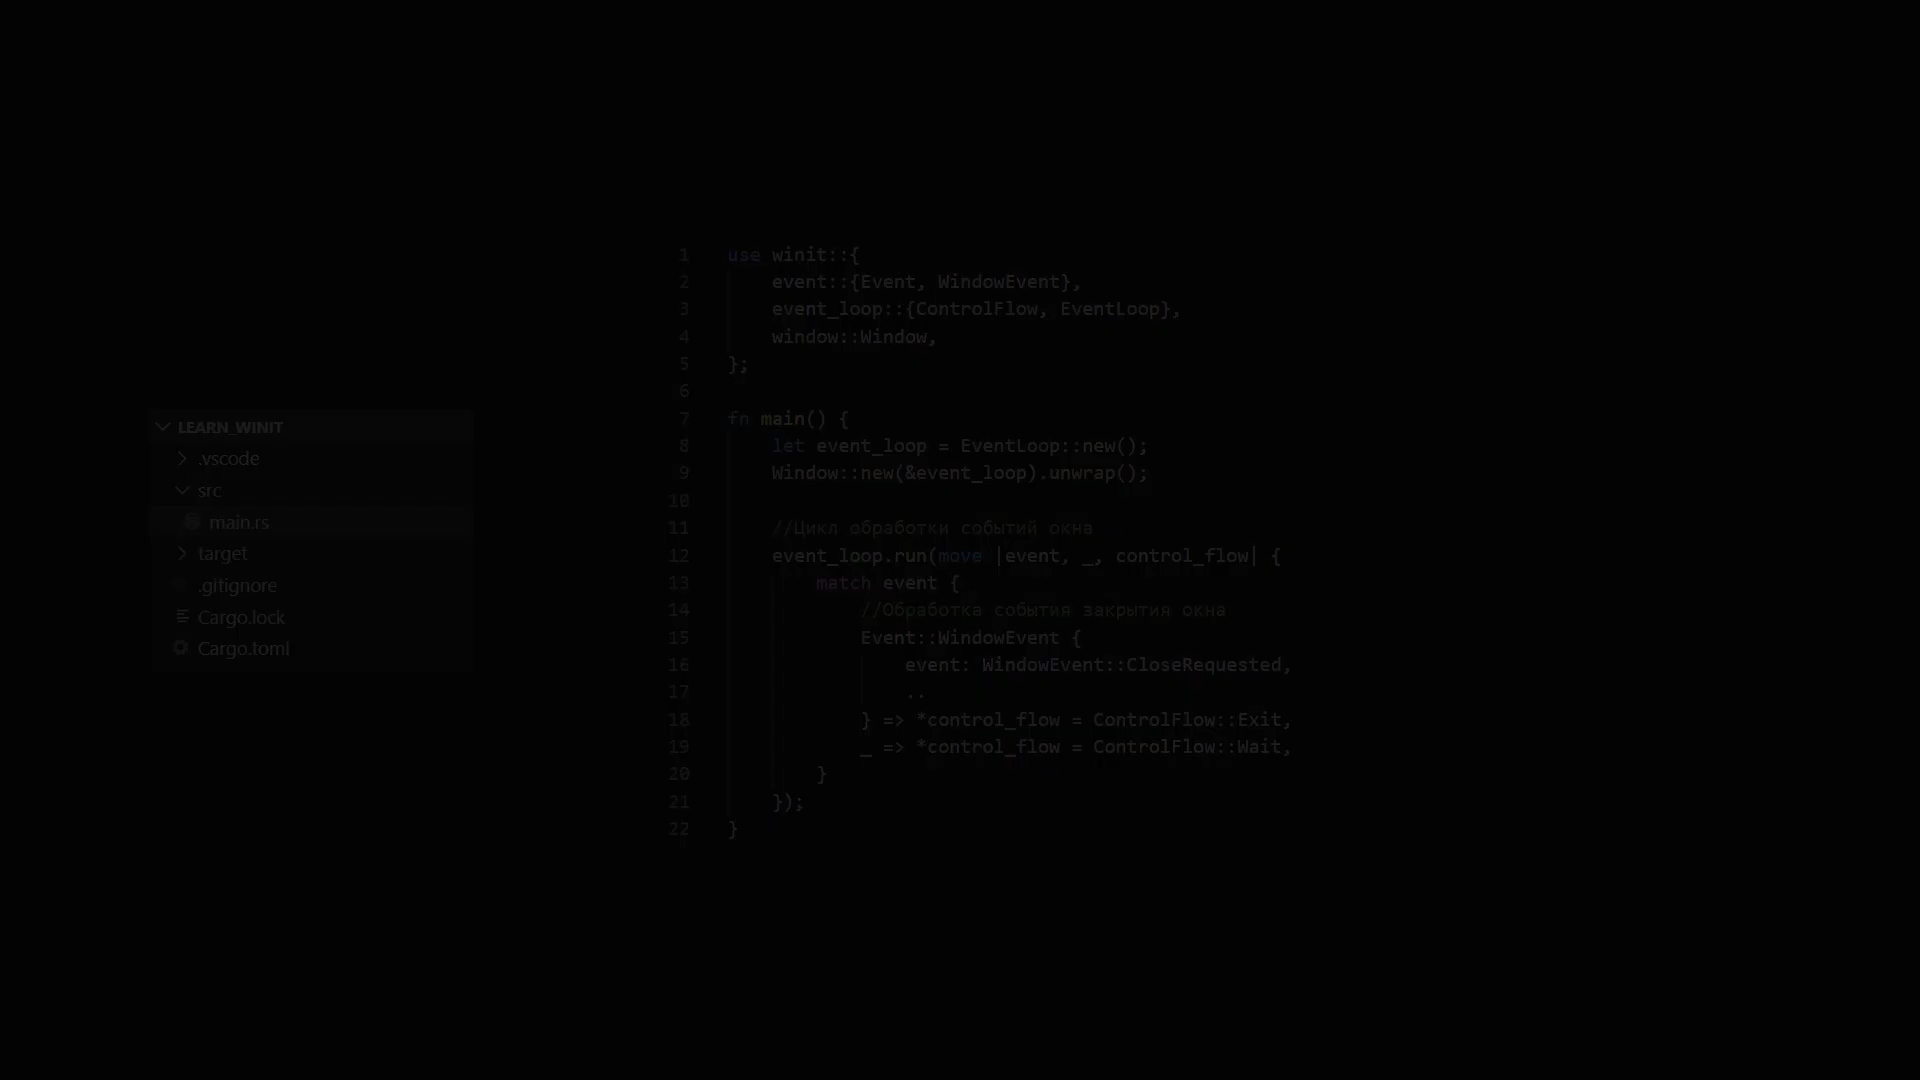 LEARN_WINIT
.vscode
src
main.rs
target
.gitignore
Cargo.lock
Cargo.toml
1 use winit::{
2     event::{Event, WindowEvent},
3     event_loop::{ControlFlow, EventLoop},
4     window::Window,
5 };
6
7 fn main() {
8     let event_loop = EventLoop::new();
9     Window::new(&event_loop).unwrap();
10
11     //Цикл обработки событий окна
12     event_loop.run(move |event, _, control_flow| {
13         match event {
14             //Обработка события закрытия окна
15             Event::WindowEvent {
16                 event: WindowEvent::CloseRequested,
17                 ..
18             } => *control_flow = ControlFlow::Exit,
19             _ => *control_flow = ControlFlow::Wait,
20         }
21     });
22 }